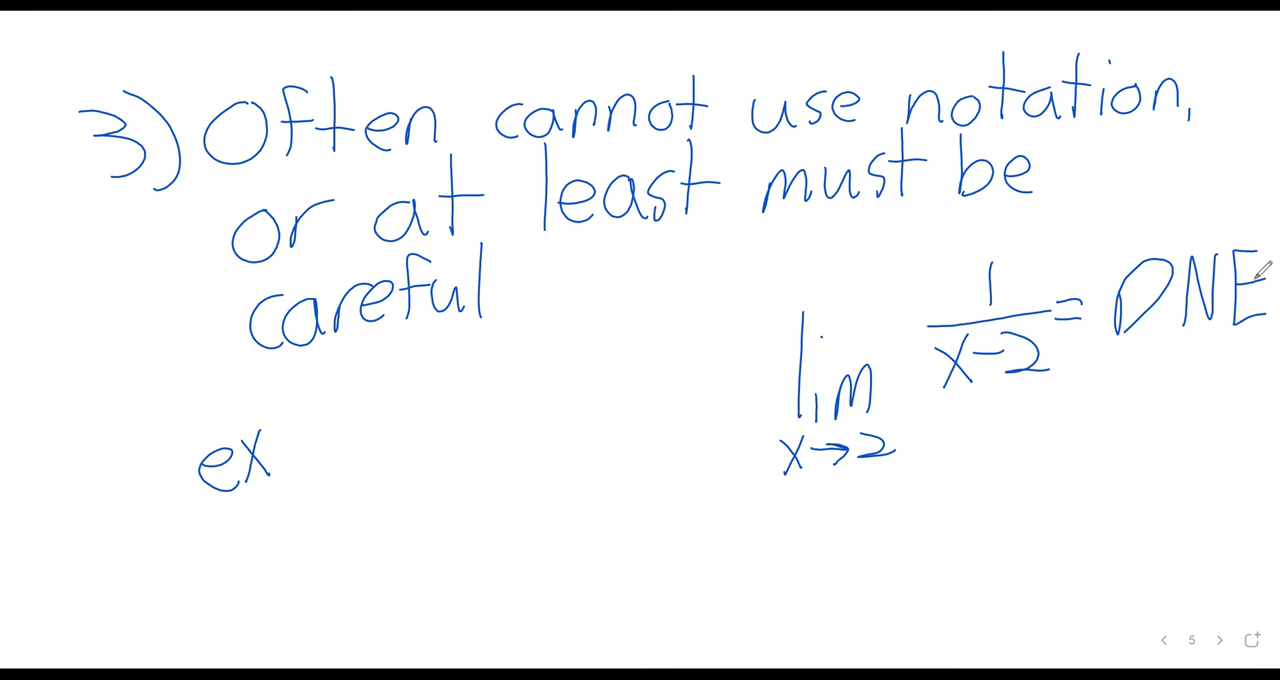 3) Often cannot use notation,
or at least must be
careful
lim x→2 1/(x-2) = DNE
ex
< 5 >